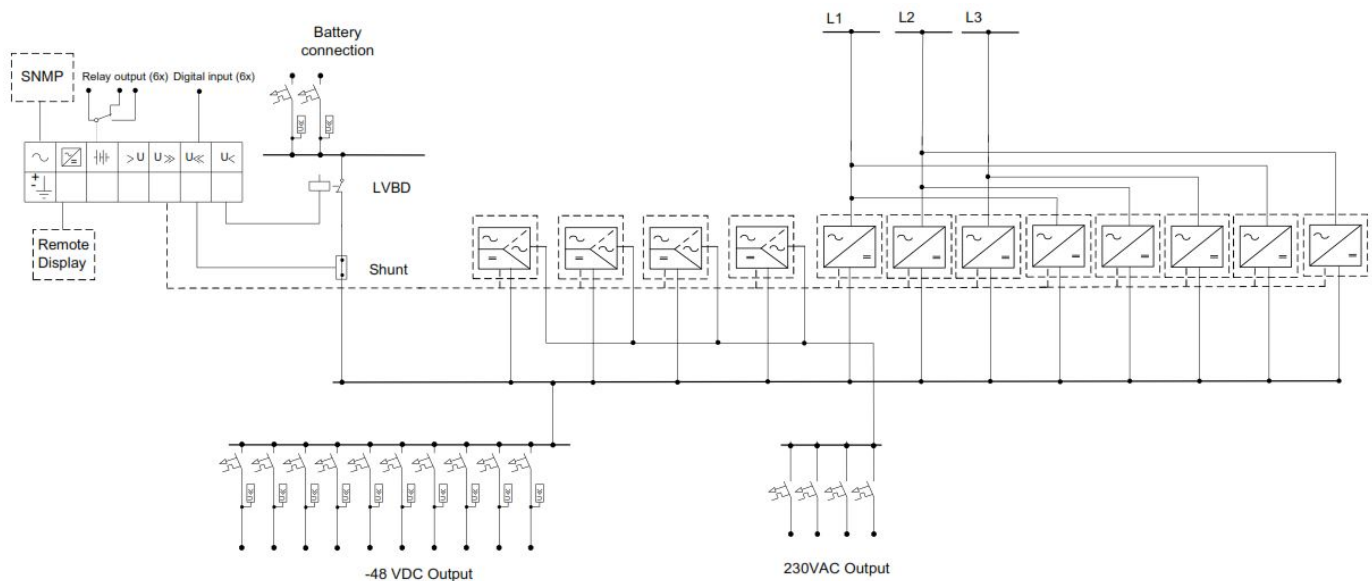 L1 L2 L3
Battery
connection
SNMP
Relay output (6x) Digital input (6x)
>U U≫ U≪ U<
+
-
LVBD
Remote
Display
Shunt
-48 VDC Output
230VAC Output